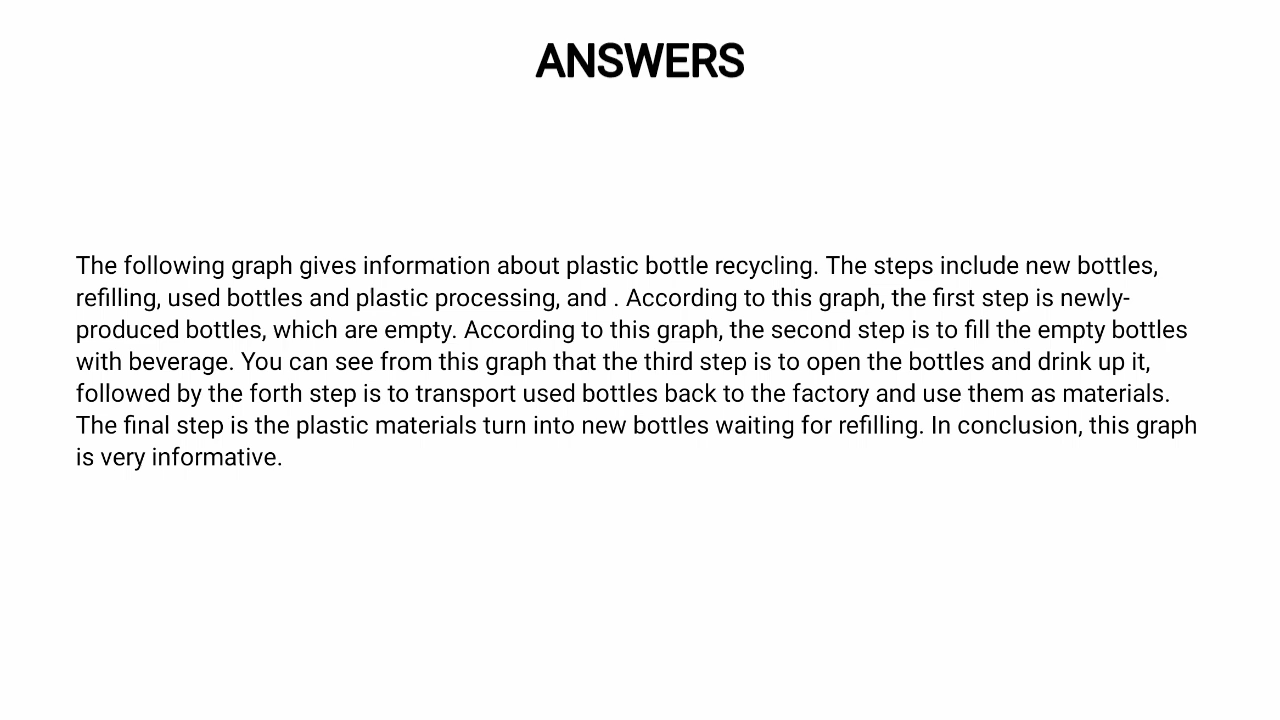 ANSWERS
The following graph gives information about plastic bottle recycling. The steps include new bottles,
refilling, used bottles and plastic processing, and . According to this graph, the first step is newly-
produced bottles, which are empty. According to this graph, the second step is to fill the empty bottles
with beverage. You can see from this graph that the third step is to open the bottles and drink up it,
followed by the forth step is to transport used bottles back to the factory and use them as materials.
The final step is the plastic materials turn into new bottles waiting for refilling. In conclusion, this graph
is very informative.